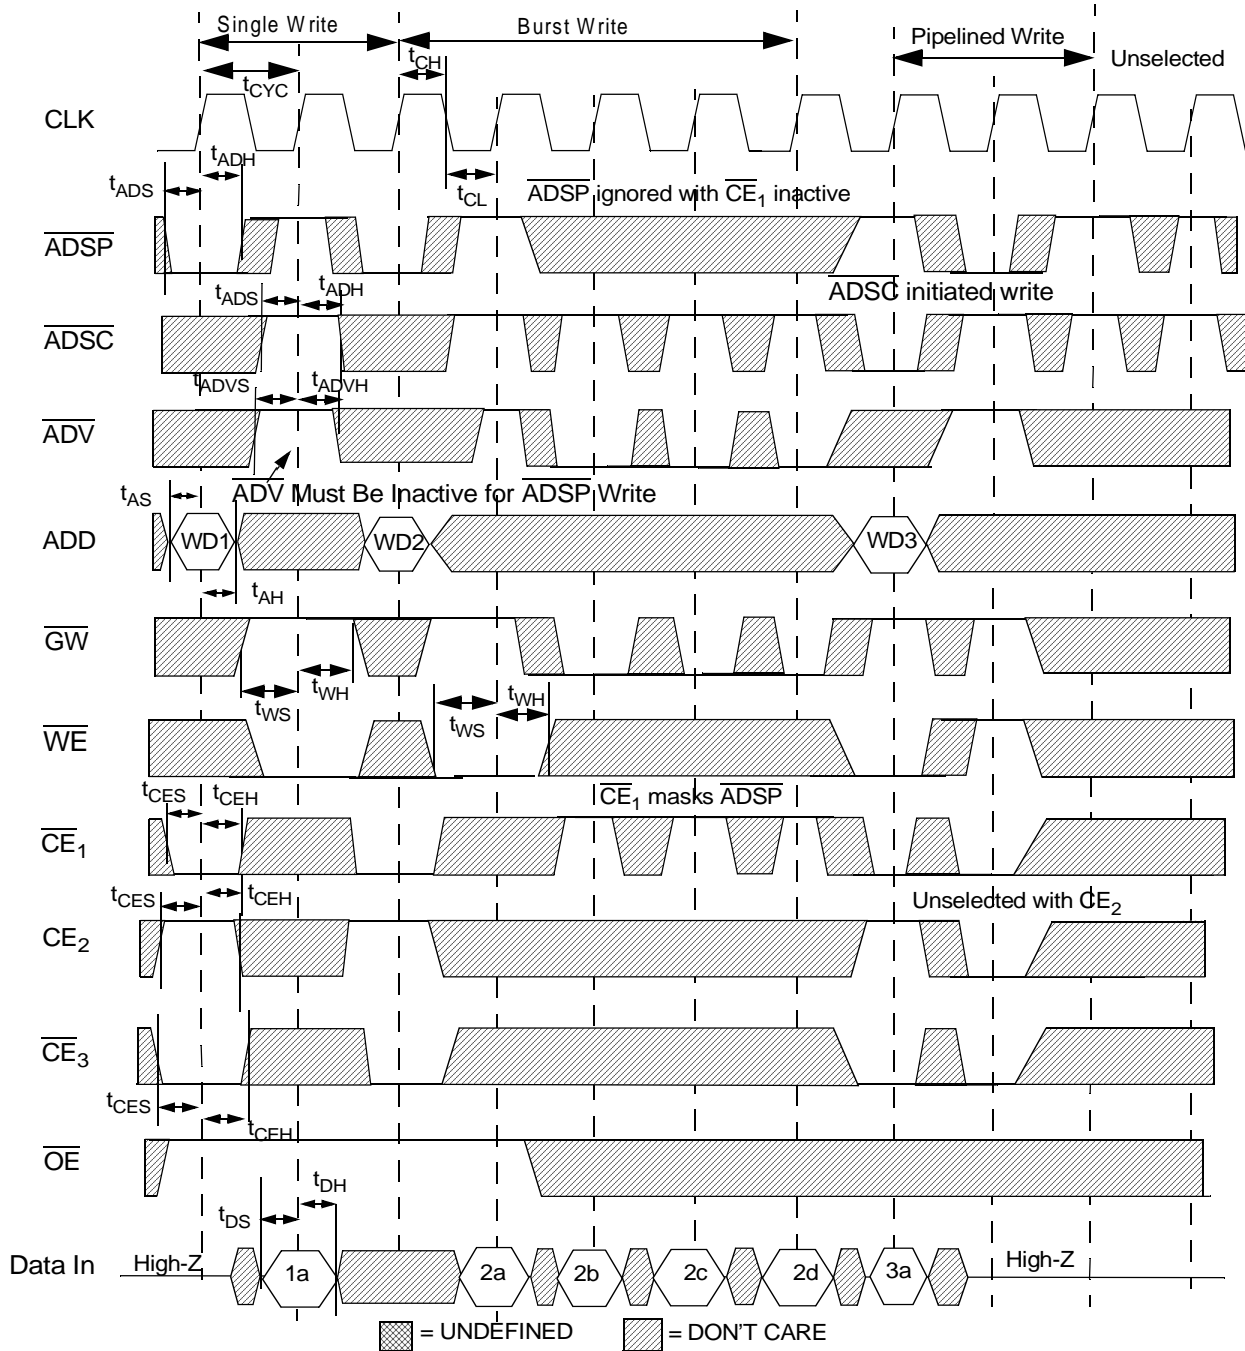 Single Write
Burst Write
Pipelined Write
Unselected
tCH
tCYC
CLK
tADH
tADS
tCL
ADSP ignored with CE1 inactive
ADSP
tADS
tADH
ADSC initiated write
ADSC
tADVS
tADVH
ADV
ADV Must Be Inactive for ADSP Write
tAS
ADD
WD1
WD2
WD3
tAH
GW
tWS
tWH
tWS
tWH
WE
CE1 masks ADSP
tCES
tCEH
CE1
tCES
tCEH
Unselected with CE2
CE2
CE3
tCES
tCEH
OE
tDH
tDS
Data In
High-Z
1a
2a
2b
2c
2d
3a
High-Z
= UNDEFINED
= DON'T CARE